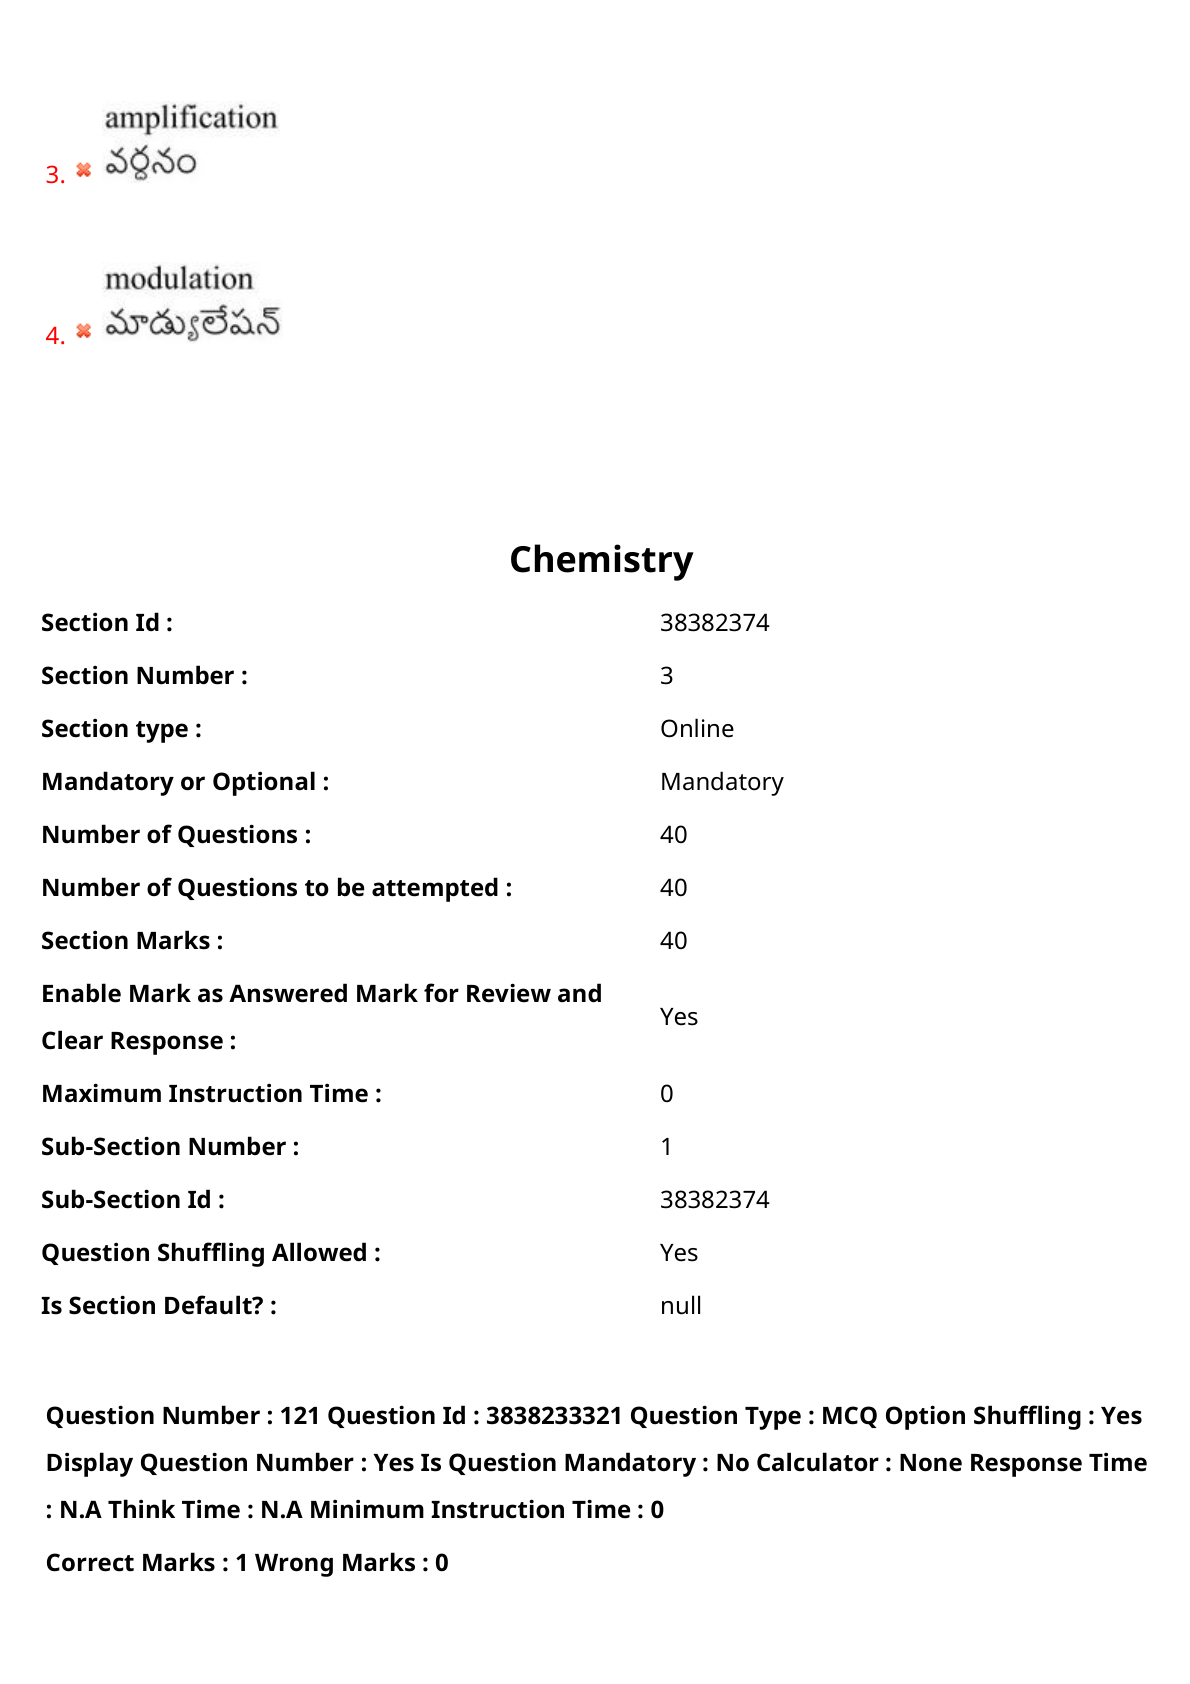 amplification
3. వర్ధనం
modulation
4. మాడ్యులేషన్
Chemistry
Section Id : 38382374
Section Number : 3
Section type : Online
Mandatory or Optional : Mandatory
Number of Questions : 40
Number of Questions to be attempted : 40
Section Marks : 40
Enable Mark as Answered Mark for Review and
Clear Response : Yes
Maximum Instruction Time : 0
Sub-Section Number : 1
Sub-Section Id : 38382374
Question Shuffling Allowed : Yes
Is Section Default? : null
Question Number : 121 Question Id : 3838233321 Question Type : MCQ Option Shuffling : Yes
Display Question Number : Yes Is Question Mandatory : No Calculator : None Response Time
: N.A Think Time : N.A Minimum Instruction Time : 0
Correct Marks : 1 Wrong Marks : 0